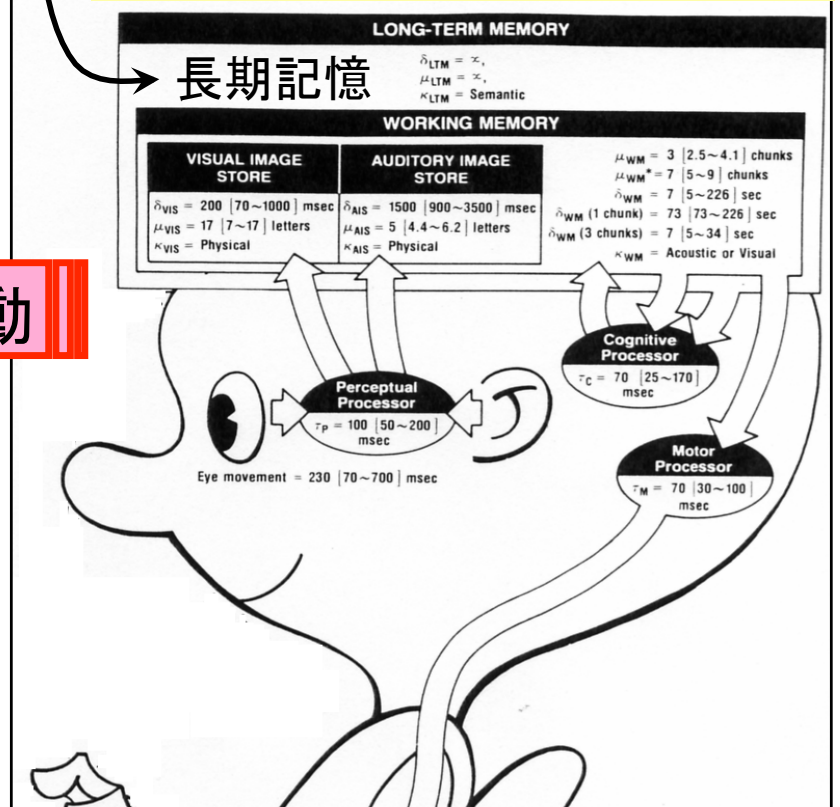 LONG-TERM MEMORY
長期記憶
δLTM = ∝,
μLTM = ∝,
κLTM = Semantic
WORKING MEMORY
VISUAL IMAGE
STORE
δVIS = 200 [70~1000] msec
μVIS = 17 [7~17] letters
κVIS = Physical
AUDITORY IMAGE
STORE
δAIS = 1500 [900~3500] msec
μAIS = 5 [4.4~6.2] letters
κAIS = Physical
μWM = 3 [2.5~4.1] chunks
μWM* = 7 [5~9] chunks
δWM = 7 [5~226] sec
δWM (1 chunk) = 73 [73~226] sec
δWM (3 chunks) = 7 [5~34] sec
κWM = Acoustic or Visual
動
Cognitive
Processor
τC = 70 [25~170]
msec
Perceptual
Processor
τP = 100 [50~200]
msec
Eye movement = 230 [70~700] msec
Motor
Processor
τM = 70 [30~100]
msec